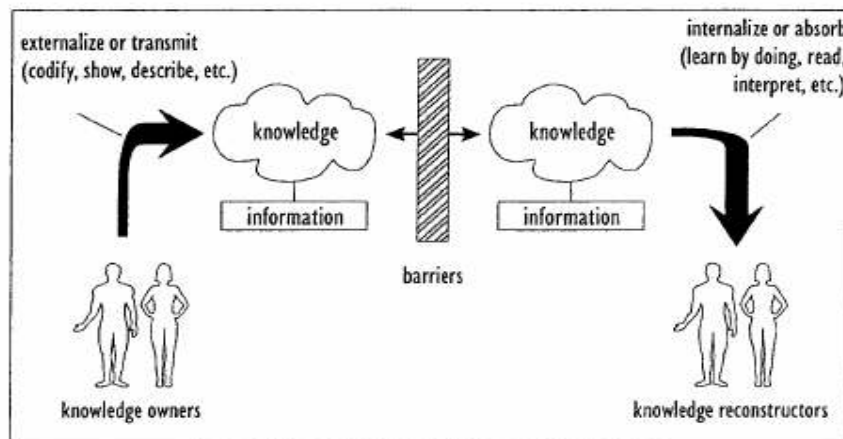 externalize or transmit
(codify, show, describe, etc.)
internalize or absorb
(learn by doing, read,
interpret, etc.)
knowledge
knowledge
information
information
barriers
knowledge owners
knowledge reconstructors